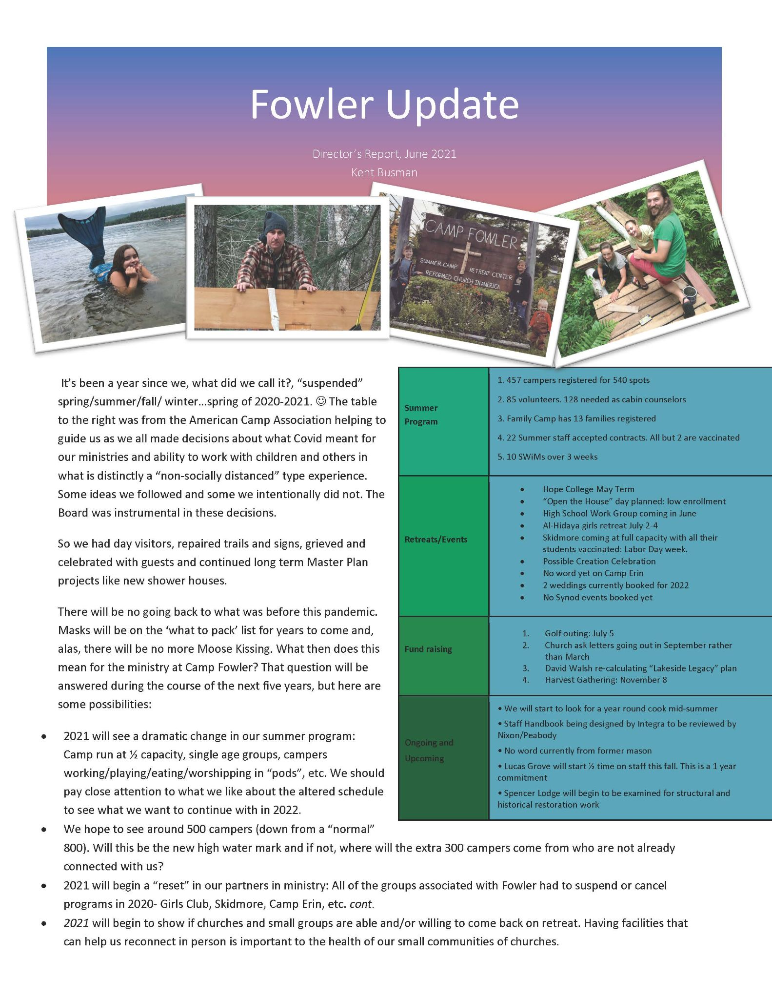 Fowler Update
Director’s Report, June 2021
Kent Busman
CAMP FOWLER
SUMMER CAMP
RETREAT CENTER
REFORMED CHURCH IN AMERICA
It’s been a year since we, what did we call it?, “suspended”
spring/summer/fall/ winter...spring of 2020-2021. ☺ The table
to the right was from the American Camp Association helping to
guide us as we all made decisions about what Covid meant for
our ministries and ability to work with children and others in
what is distinctly a “non-socially distanced” type experience.
Some ideas we followed and some we intentionally did not. The
Board was instrumental in these decisions.
So we had day visitors, repaired trails and signs, grieved and
celebrated with guests and continued long term Master Plan
projects like new shower houses.
There will be no going back to what was before this pandemic.
Masks will be on the ‘what to pack’ list for years to come and,
alas, there will be no more Moose Kissing. What then does this
mean for the ministry at Camp Fowler? That question will be
answered during the course of the next five years, but here are
some possibilities:
• 2021 will see a dramatic change in our summer program:
Camp run at ½ capacity, single age groups, campers
working/playing/eating/worshipping in “pods”, etc. We should
pay close attention to what we like about the altered schedule
to see what we want to continue with in 2022.
• We hope to see around 500 campers (down from a “normal”
800). Will this be the new high water mark and if not, where will the extra 300 campers come from who are not already
connected with us?
• 2021 will begin a “reset” in our partners in ministry: All of the groups associated with Fowler had to suspend or cancel
programs in 2020- Girls Club, Skidmore, Camp Erin, etc. cont.
• 2021 will begin to show if churches and small groups are able and/or willing to come back on retreat. Having facilities that
can help us reconnect in person is important to the health of our small communities of churches.
Summer
Program
1. 457 campers registered for 540 spots
2. 85 volunteers. 128 needed as cabin counselors
3. Family Camp has 13 families registered
4. 22 Summer staff accepted contracts. All but 2 are vaccinated
5. 10 SWiMs over 3 weeks
Retreats/Events
• Hope College May Term
• “Open the House” day planned: low enrollment
• High School Work Group coming in June
• Al-Hidaya girls retreat July 2-4
• Skidmore coming at full capacity with all their
students vaccinated: Labor Day week.
• Possible Creation Celebration
• No word yet on Camp Erin
• 2 weddings currently booked for 2022
• No Synod events booked yet
Fund raising
1. Golf outing: July 5
2. Church ask letters going out in September rather
than March
3. David Walsh re-calculating “Lakeside Legacy” plan
4. Harvest Gathering: November 8
Ongoing and
Upcoming
• We will start to look for a year round cook mid-summer
• Staff Handbook being designed by Integra to be reviewed by
Nixon/Peabody
• No word currently from former mason
• Lucas Grove will start ½ time on staff this fall. This is a 1 year
commitment
• Spencer Lodge will begin to be examined for structural and
historical restoration work